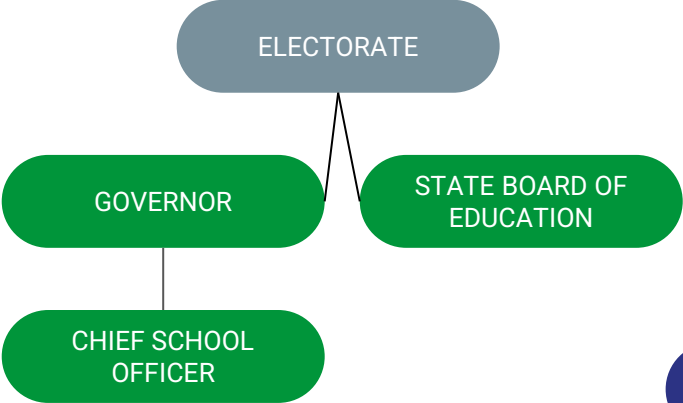 ELECTORATE
GOVERNOR
STATE BOARD OF
EDUCATION
CHIEF SCHOOL
OFFICER